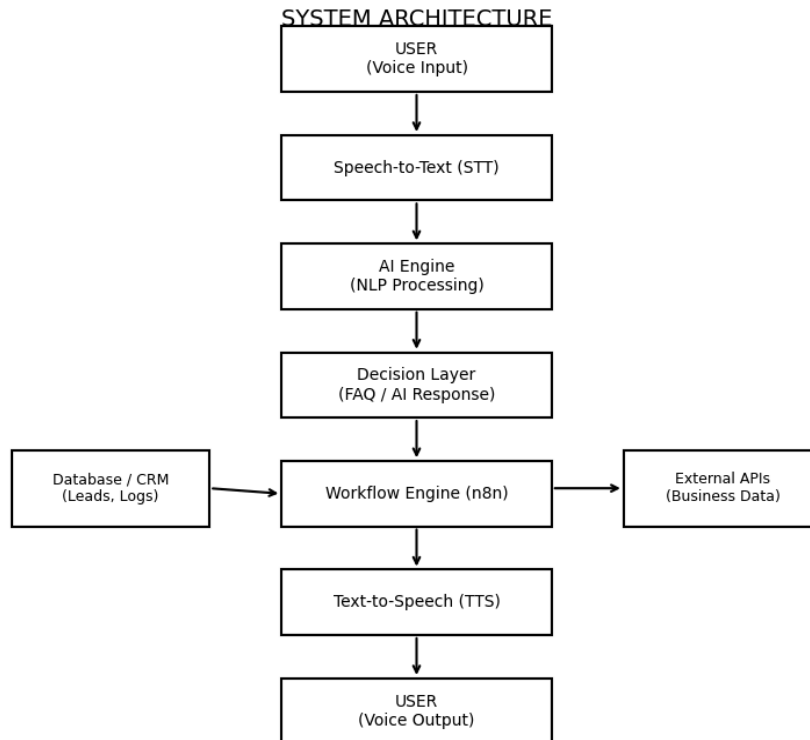 SYSTEM ARCHITECTURE
USER
(Voice Input)
Speech-to-Text (STT)
AI Engine
(NLP Processing)
Decision Layer
(FAQ / AI Response)
Database / CRM
(Leads, Logs)
Workflow Engine (n8n)
External APIs
(Business Data)
Text-to-Speech (TTS)
USER
(Voice Output)